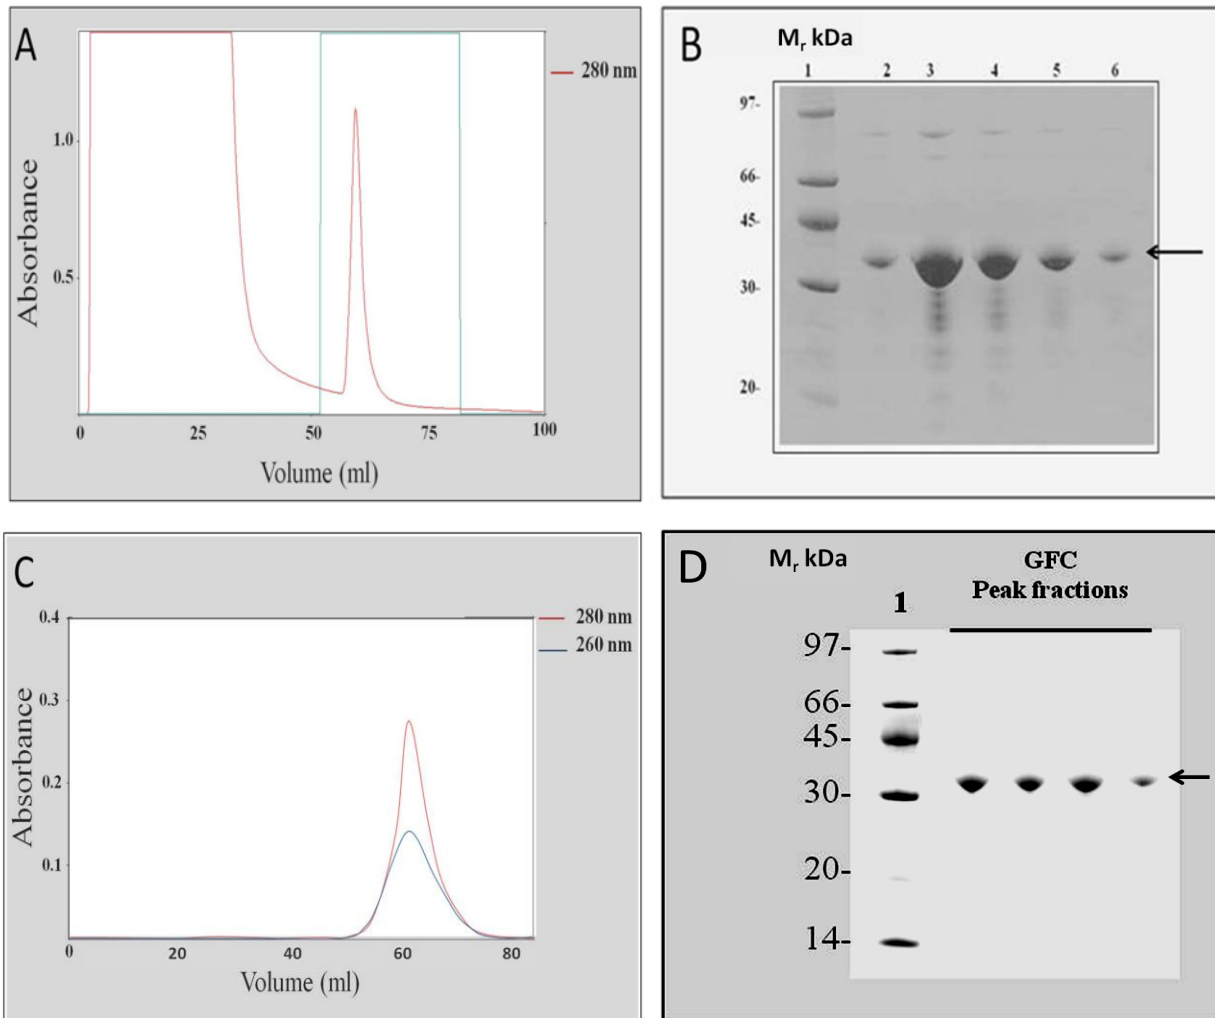 A
280 nm
1.0
0.5
Absorbance
0 25 50 75 100
Volume (ml)
B
Mr kDa
1 2 3 4 5 6
97-
66-
45-
30-
20-
C
280 nm
260 nm
0.4
0.3
0.2
0.1
Absorbance
0 20 40 60 80
Volume (ml)
D
Mr kDa
GFC
Peak fractions
1
97-
66-
45-
30-
20-
14-